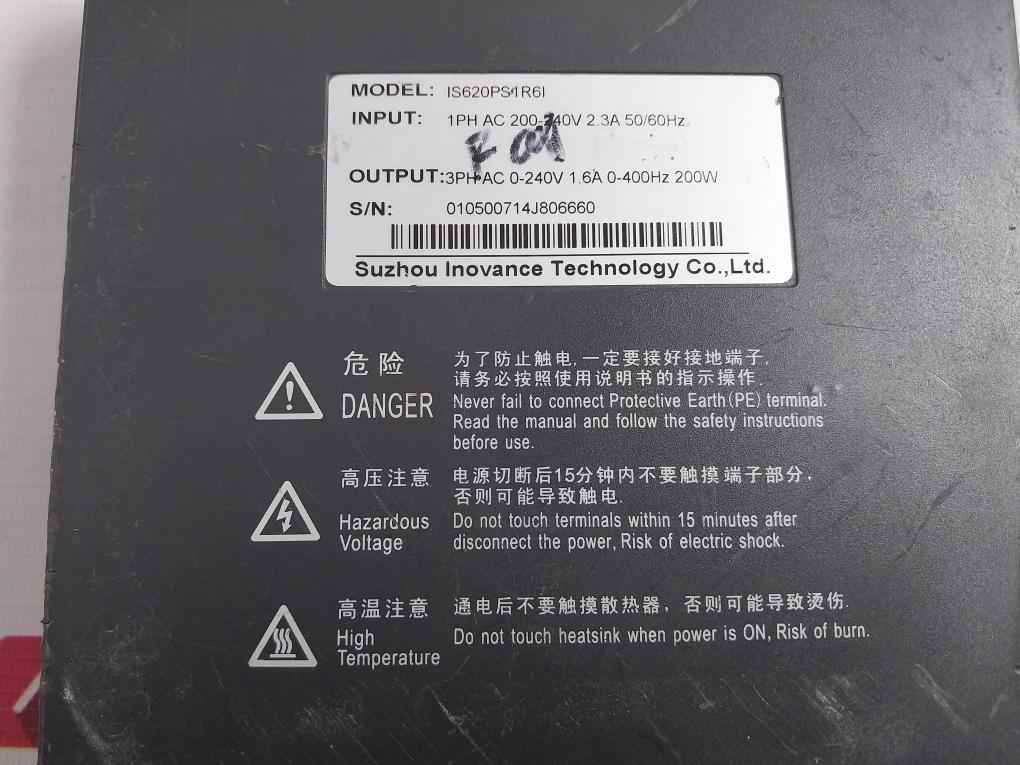 MODEL: IS620PS1R6I
INPUT: 1PH AC 200-240V 2.3A 50/60Hz
OUTPUT:3PH AC 0-240V 1.6A 0-400Hz 200W
S/N: 010500714J806660
Suzhou Inovance Technology Co.,Ltd.
危险
DANGER
为了防止触电,一定要接好接地端子.
请务必按照使用说明书的指示操作.
Never fail to connect Protective Earth(PE) terminal.
Read the manual and follow the safety instructions
before use.
高压注意
Hazardous
Voltage
电源切断后15分钟内不要触摸端子部分,
否则可能导致触电.
Do not touch terminals within 15 minutes after
disconnect the power, Risk of electric shock.
高温注意
High
Temperature
通电后不要触摸散热器, 否则可能导致烫伤.
Do not touch heatsink when power is ON, Risk of burn.